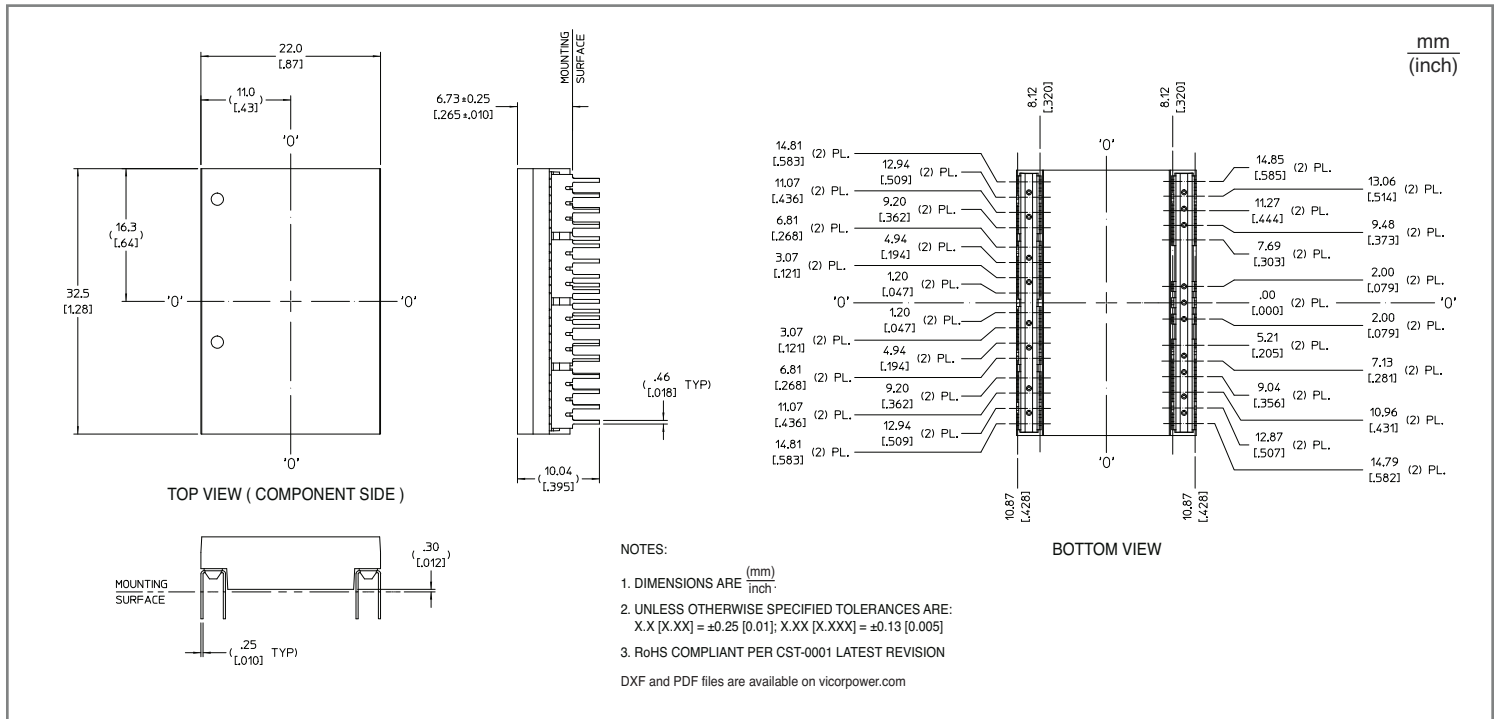 mm
(inch)
22.0
[.87]
(11.0
[.43])
'0'
(16.3
[.64])
32.5
[1.28]
'0'
'0'
'0'
TOP VIEW ( COMPONENT SIDE )
MOUNTING
SURFACE
6.73±0.25
[.265±.010]
(.46
[.018] TYP)
(10.04
[.395])
MOUNTING
SURFACE
(.30
[.012])
(.25
[.010] TYP)
8.12
[.320]
8.12
[.320]
'0'
14.81
[.583] (2) PL.
12.94
[.509] (2) PL.
11.07
[.436] (2) PL.
9.20
[.362] (2) PL.
6.81
[.268] (2) PL.
4.94
[.194] (2) PL.
3.07
[.121] (2) PL.
1.20
[.047] (2) PL.
'0'
1.20
[.047] (2) PL.
3.07
[.121] (2) PL.
4.94
[.194] (2) PL.
6.81
[.268] (2) PL.
9.20
[.362] (2) PL.
11.07
[.436] (2) PL.
12.94
[.509] (2) PL.
14.81
[.583] (2) PL.
14.85
[.585] (2) PL.
13.06
[.514] (2) PL.
11.27
[.444] (2) PL.
9.48
[.373] (2) PL.
7.69
[.303] (2) PL.
2.00
[.079] (2) PL.
.00
[.000] (2) PL.
'0'
2.00
[.079] (2) PL.
5.21
[.205] (2) PL.
7.13
[.281] (2) PL.
9.04
[.356] (2) PL.
10.96
[.431] (2) PL.
12.87
[.507] (2) PL.
14.79
[.582] (2) PL.
'0'
10.87
[.428]
10.87
[.428]
BOTTOM VIEW
NOTES:
1. DIMENSIONS ARE (mm)
inch.
2. UNLESS OTHERWISE SPECIFIED TOLERANCES ARE:
X.X [X.XX] = ±0.25 [0.01]; X.XX [X.XXX] = ±0.13 [0.005]
3. RoHS COMPLIANT PER CST-0001 LATEST REVISION
DXF and PDF files are available on vicorpower.com